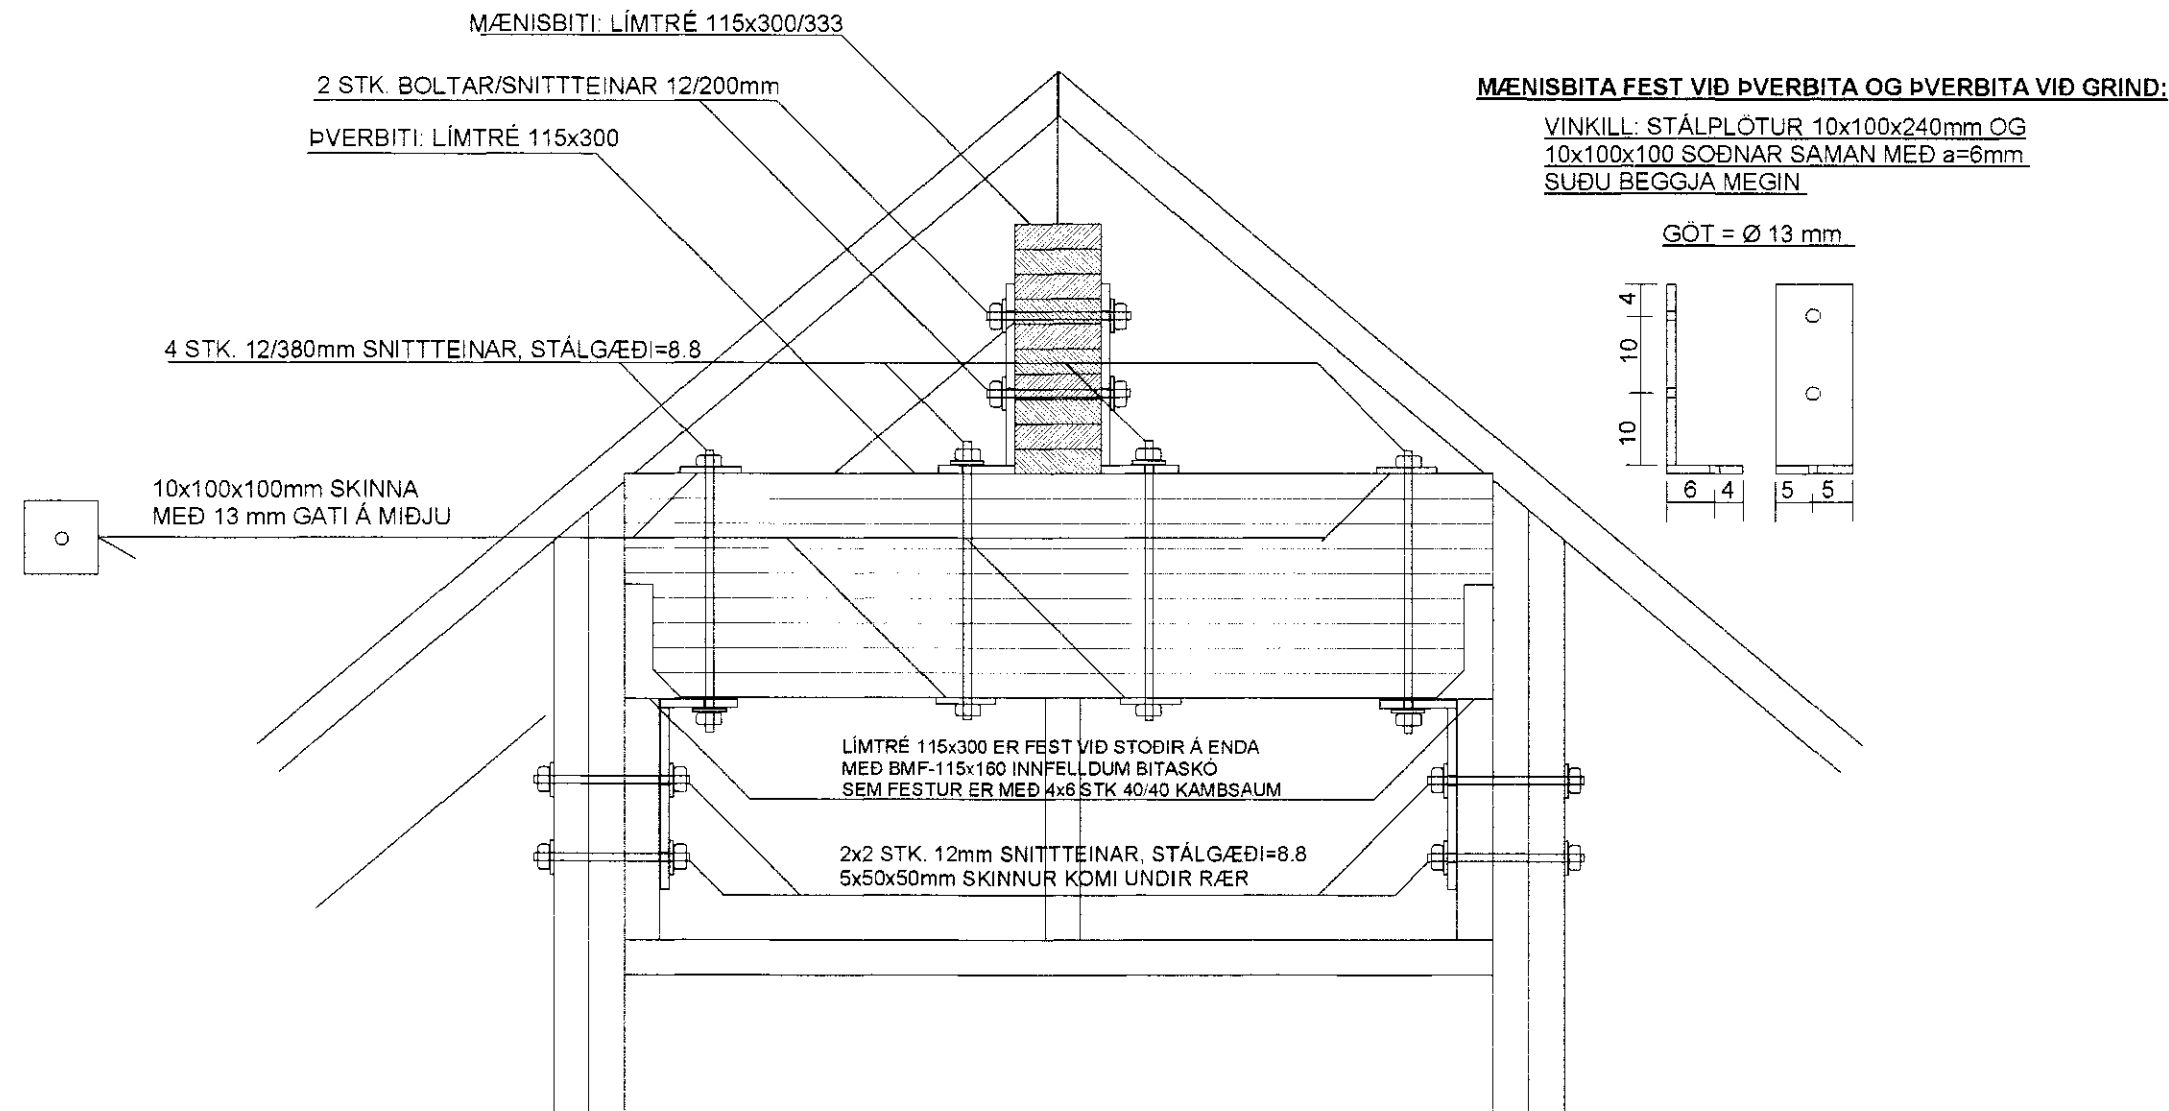 MÆNISBITI: LÍMTRÉ 115x300/333
2 STK. BOLTAR/SNITTTEINAR 12/200mm
ÞVERBITI: LÍMTRÉ 115x300
4 STK. 12/380mm SNITTTEINAR, STÁLGÆÐI=8.8
10x100x100mm SKINNA
MEÐ 13 mm GATI Á MIÐJU
MÆNISBITA FEST VIÐ ÞVERBITA OG ÞVERBITA VIÐ GRIND:
VINKILL: STÁLPLÖTUR 10x100x240mm OG
10x100x100 SOÐNAR SAMAN MEÐ a=6mm
SUÐU BEGGJA MEGIN
GÖT = Ø 13 mm
4
10
10
6 4
5 5
LÍMTRÉ 115x300 ER FEST VIÐ STOÐIR Á ENDA
MEÐ BMF-115x160 INNFELLDUM BITASKÓ
SEM FESTUR ER MEÐ 4x6 STK 40/40 KAMBSAUM
2x2 STK. 12mm SNITTTEINAR, STÁLGÆÐI=8.8
5x50x50mm SKINNUR KOMI UNDIR RÆR